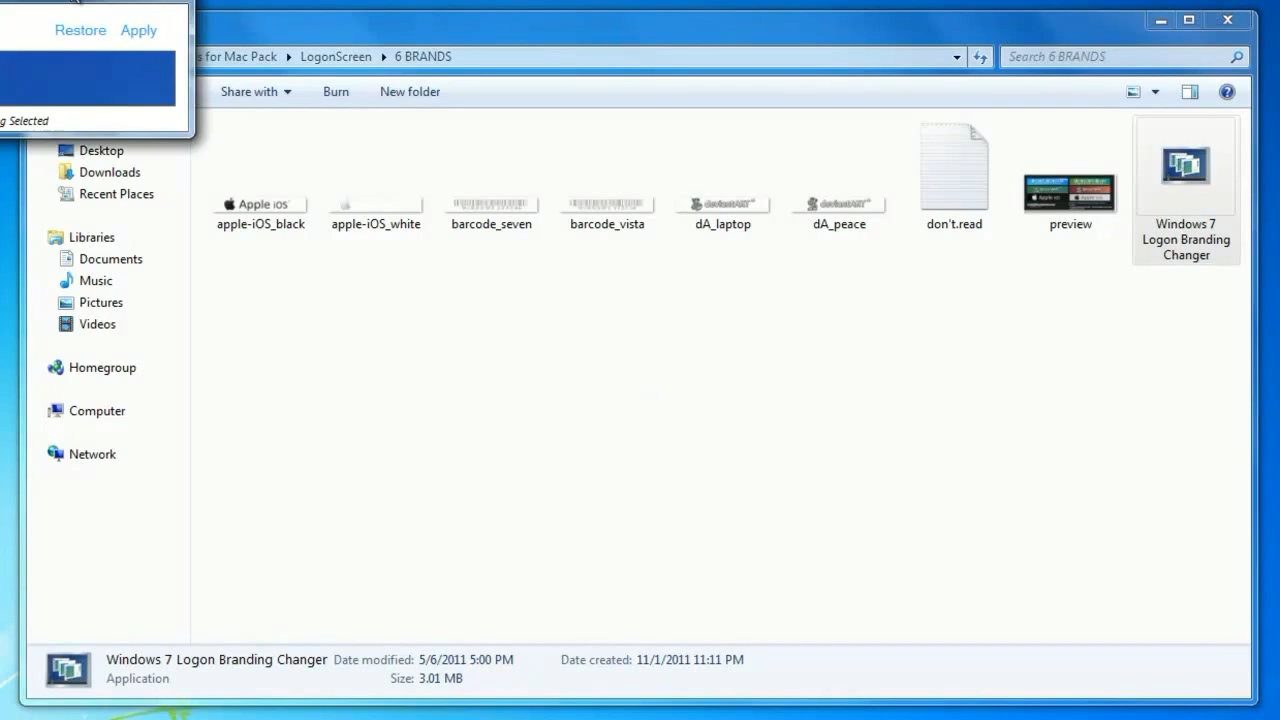 Restore Apply
g Selected
s for Mac Pack LogonScreen 6 BRANDS
Search 6 BRANDS
Share with Burn New folder
Desktop
Downloads
Recent Places
Libraries
Documents
Music
Pictures
Videos
Homegroup
Computer
Network
Apple iOS
deviantART
deviantART
apple-iOS_black apple-iOS_white barcode_seven barcode_vista dA_laptop dA_peace don't.read preview Windows 7
Logon Branding
Changer
Windows 7 Logon Branding Changer Date modified: 5/6/2011 5:00 PM Date created: 11/1/2011 11:11 PM
Application Size: 3.01 MB